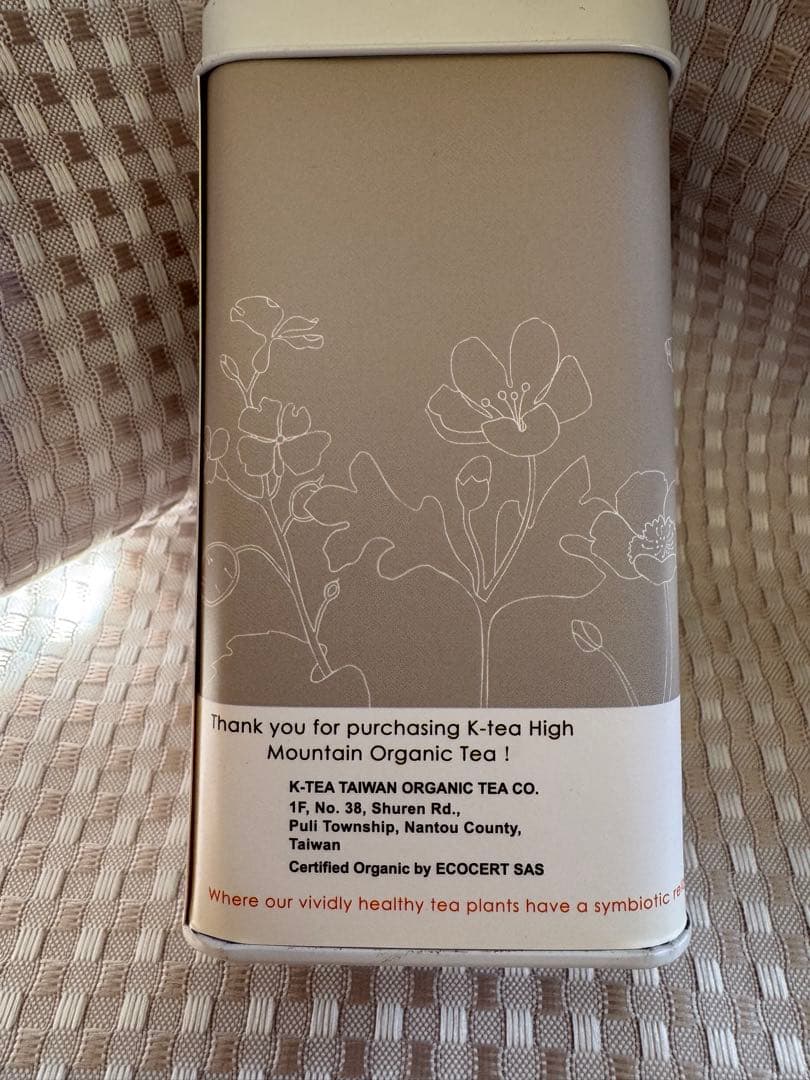 Thank you for purchasing K-tea High
Mountain Organic Tea !
K-TEA TAIWAN ORGANIC TEA CO.
1F, No. 38, Shuren Rd.,
Puli Township, Nantou County,
Taiwan
Certified Organic by ECOCERT SAS
Where our vividly healthy tea plants have a symbiotic